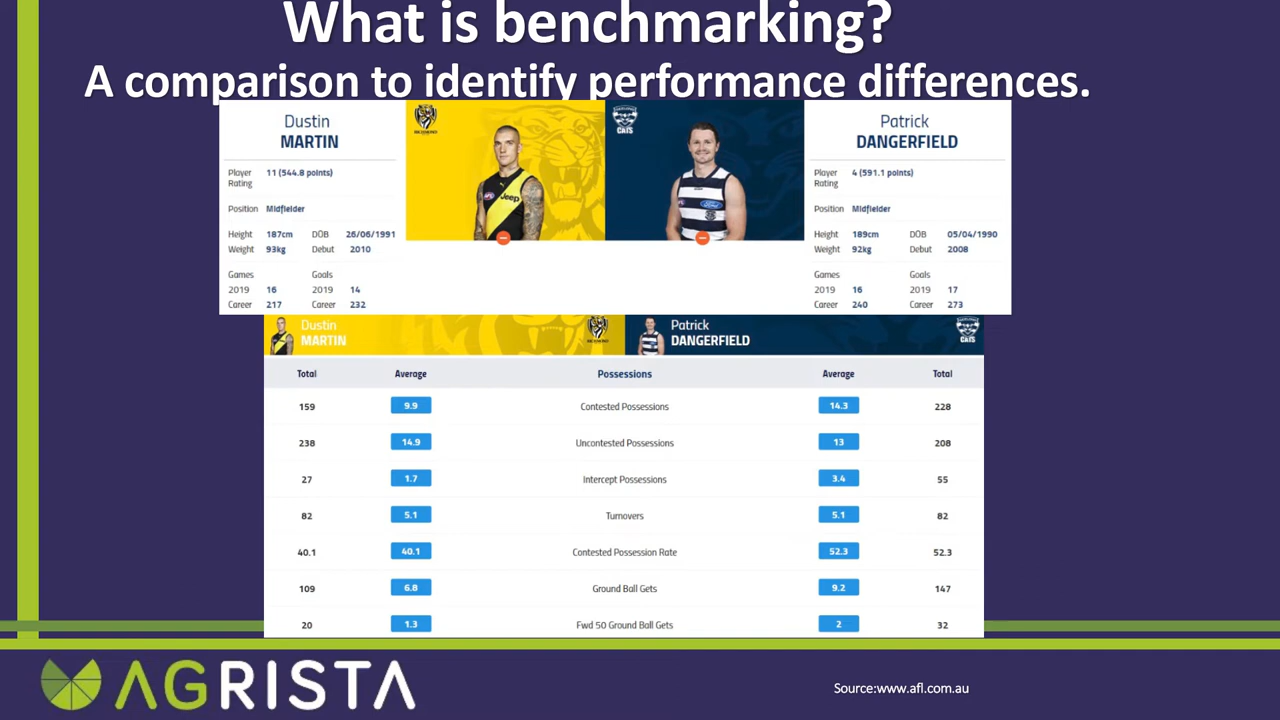 What is benchmarking?
A comparison to identify performance differences.
Dustin
MARTIN
Player Rating 11 (544.8 points)
Position Midfielder
Height 187cm DOB 26/06/1991
Weight 93kg Debut 2010
Games Goals
2019 16 2019 14
Career 217 Career 232
RICHMOND
CATS
Jeep
Ford
Patrick
DANGERFIELD
Player Rating 4 (591.1 points)
Position Midfielder
Height 189cm DOB 05/04/1990
Weight 92kg Debut 2008
Games Goals
2019 16 2019 17
Career 240 Career 273
Dustin
MARTIN
Patrick
DANGERFIELD
CATS
Total Average Possessions Average Total
159 9.9 Contested Possessions 14.3 228
238 14.9 Uncontested Possessions 13 208
27 1.7 Intercept Possessions 3.4 55
82 5.1 Turnovers 5.1 82
40.1 40.1 Contested Possession Rate 52.3 52.3
109 6.8 Ground Ball Gets 9.2 147
20 1.3 Fwd 50 Ground Ball Gets 2 32
AGRISTA
Source:www.afl.com.au